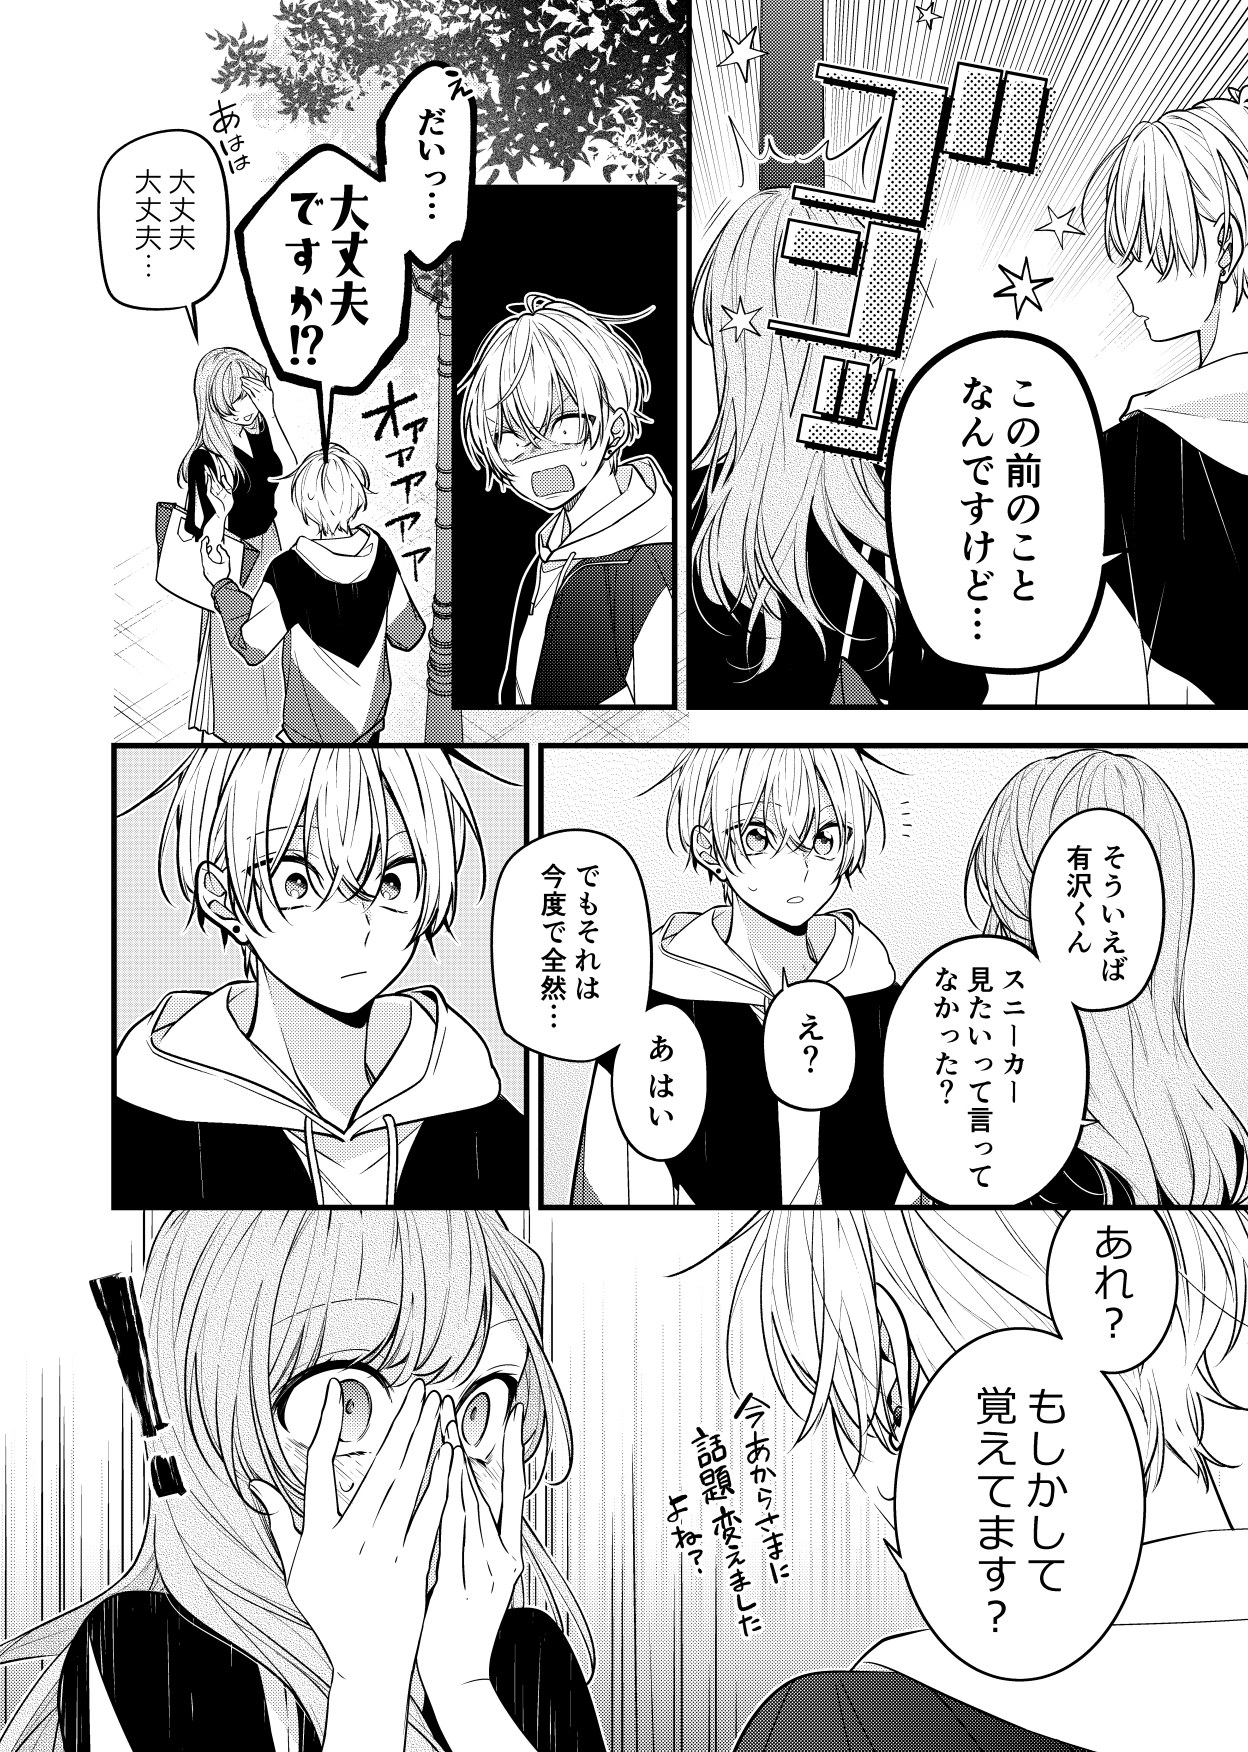 この前のこと
なんですけど…
ゴンッ
え
だいっ…
大丈夫
ですか!?
オァァァァァ
あはは
大丈夫
大丈夫…
そういえば
有沢くん
スニーカー
見たいって言って
なかった?
え?
あ はい
でもそれは
今度で全然…
あれ?
もしかして
覚えてます?
今あからさまに
話題変えました
よね?
!!